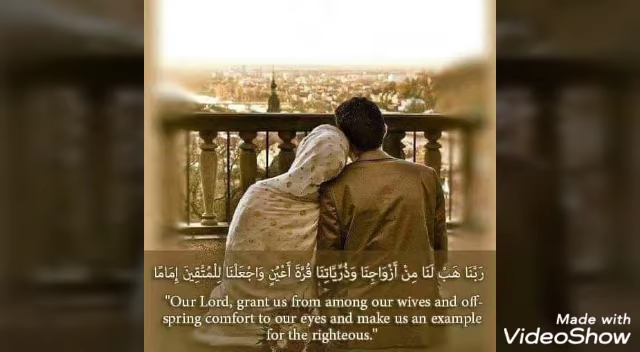 رَبَّنَا هَبْ لَنَا مِنْ أَزْوَاجِنَا وَذُرِّيَّاتِنَا قُرَّةَ أَعْيُنٍ وَاجْعَلْنَا لِلْمُتَّقِينَ إِمَامًا
"Our Lord, grant us from among our wives and off-
spring comfort to our eyes and make us an example
for the righteous."
Made with
VideoShow